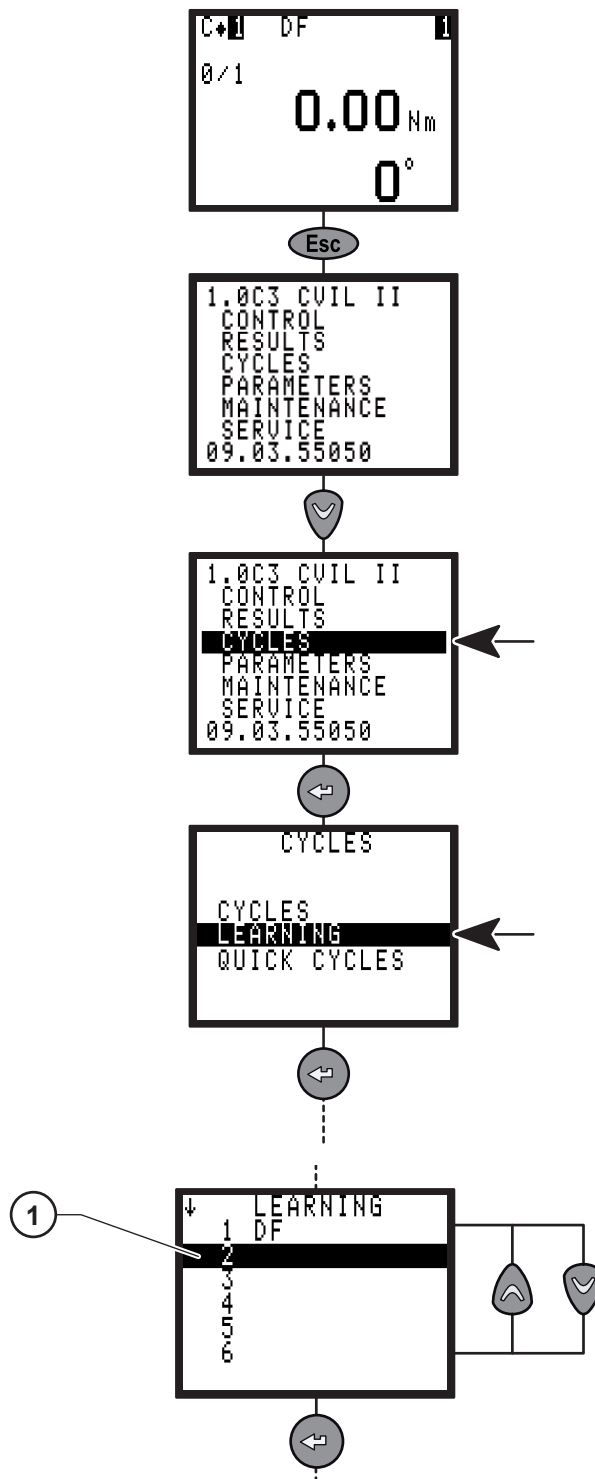 C♦1 DF 1
0/1
0.00 Nm
0°
Esc
1.0C3 CVIL II
CONTROL
RESULTS
CYCLES
PARAMETERS
MAINTENANCE
SERVICE
09.03.55050
1.0C3 CVIL II
CONTROL
RESULTS
CYCLES
PARAMETERS
MAINTENANCE
SERVICE
09.03.55050
CYCLES
CYCLES
LEARNING
QUICK CYCLES
1
↓ LEARNING
1 DF
2
3
4
5
6